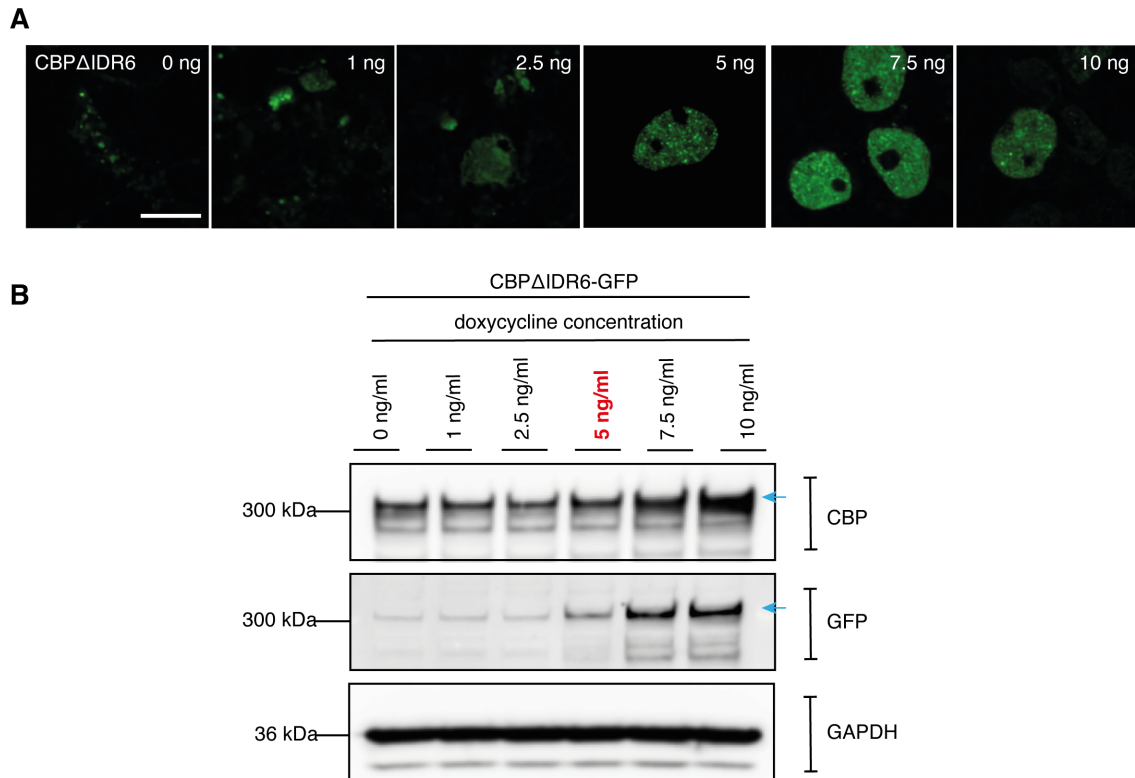 A
CBPΔIDR6 0 ng
1 ng
2.5 ng
5 ng
7.5 ng
10 ng
B
CBPΔIDR6-GFP
doxycycline concentration
0 ng/ml
1 ng/ml
2.5 ng/ml
5 ng/ml
7.5 ng/ml
10 ng/ml
300 kDa
CBP
300 kDa
GFP
36 kDa
GAPDH